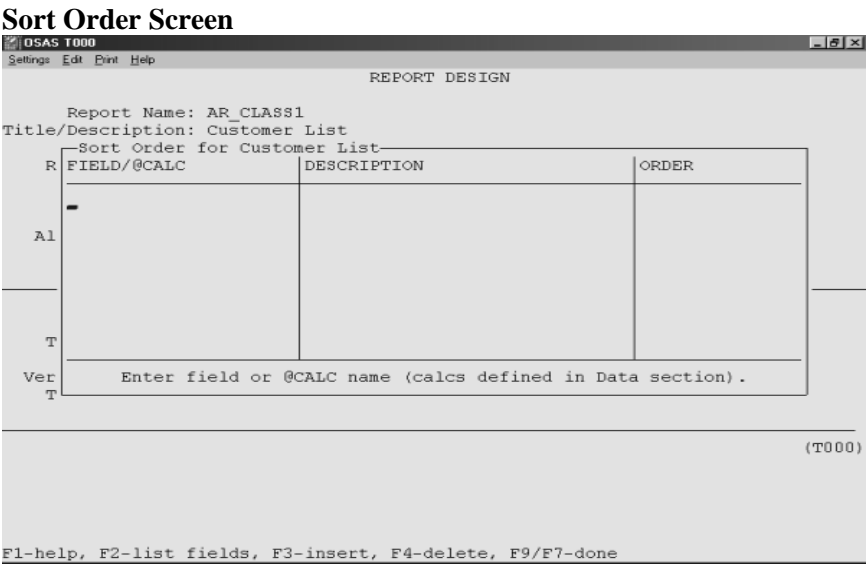 Sort Order Screen
OSAS T000
Settings Edit Print Help
REPORT DESIGN
Report Name: AR_CLASS1
Title/Description: Customer List
Sort Order for Customer List
R FIELD/@CALC DESCRIPTION ORDER
Al
T
Ver Enter field or @CALC name (calcs defined in Data section).
T
(T000)
F1-help, F2-list fields, F3-insert, F4-delete, F9/F7-done